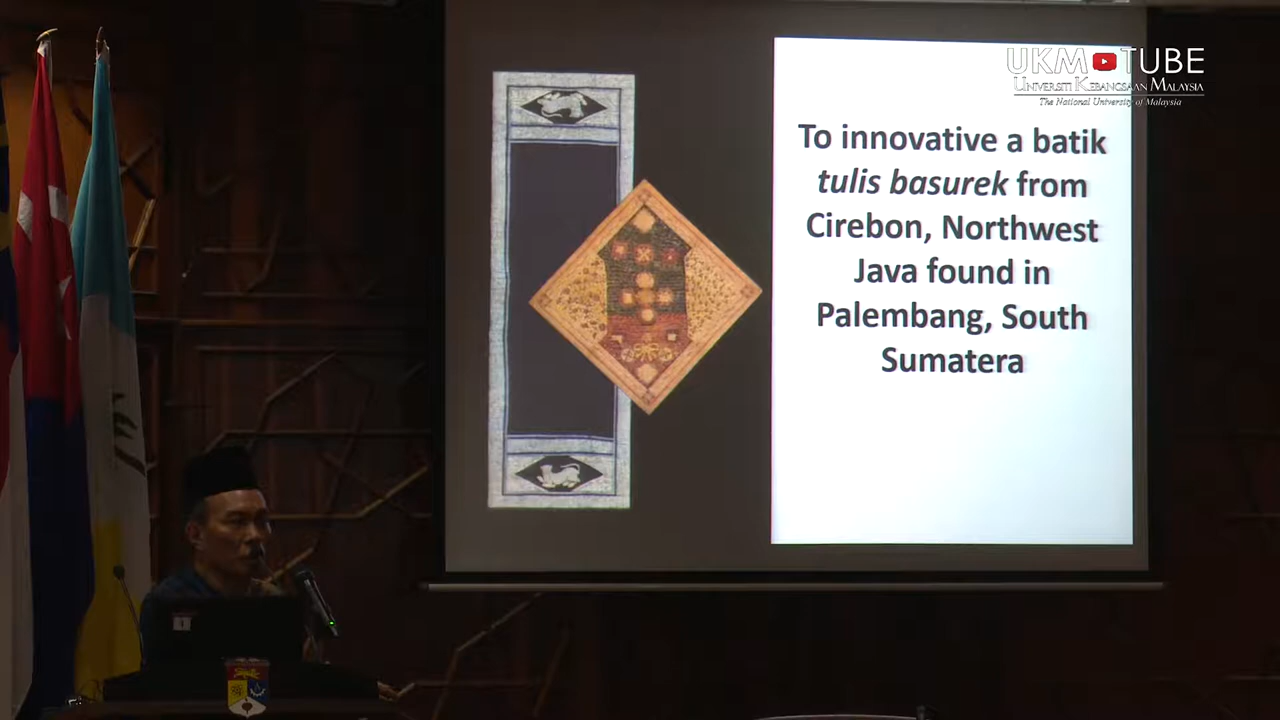 UKM TUBE
UNIVERSITI KEBANGSAAN MALAYSIA
The National University of Malaysia
To innovative a batik
tulis basurek from
Cirebon, Northwest
Java found in
Palembang, South
Sumatera